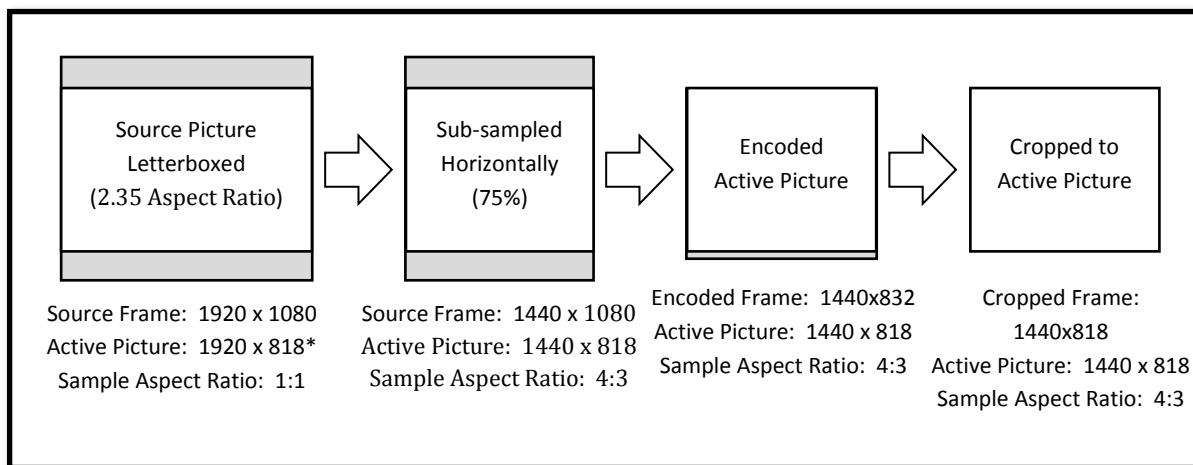 Source Picture
Letterboxed
(2.35 Aspect Ratio)
Sub-sampled
Horizontally
(75%)
Encoded
Active Picture
Cropped to
Active Picture
Source Frame: 1920 x 1080
Active Picture: 1920 x 818*
Sample Aspect Ratio: 1:1
Source Frame: 1440 x 1080
Active Picture: 1440 x 818
Sample Aspect Ratio: 4:3
Encoded Frame: 1440x832
Active Picture: 1440 x 818
Sample Aspect Ratio: 4:3
Cropped Frame:
1440x818
Active Picture: 1440 x 818
Sample Aspect Ratio: 4:3